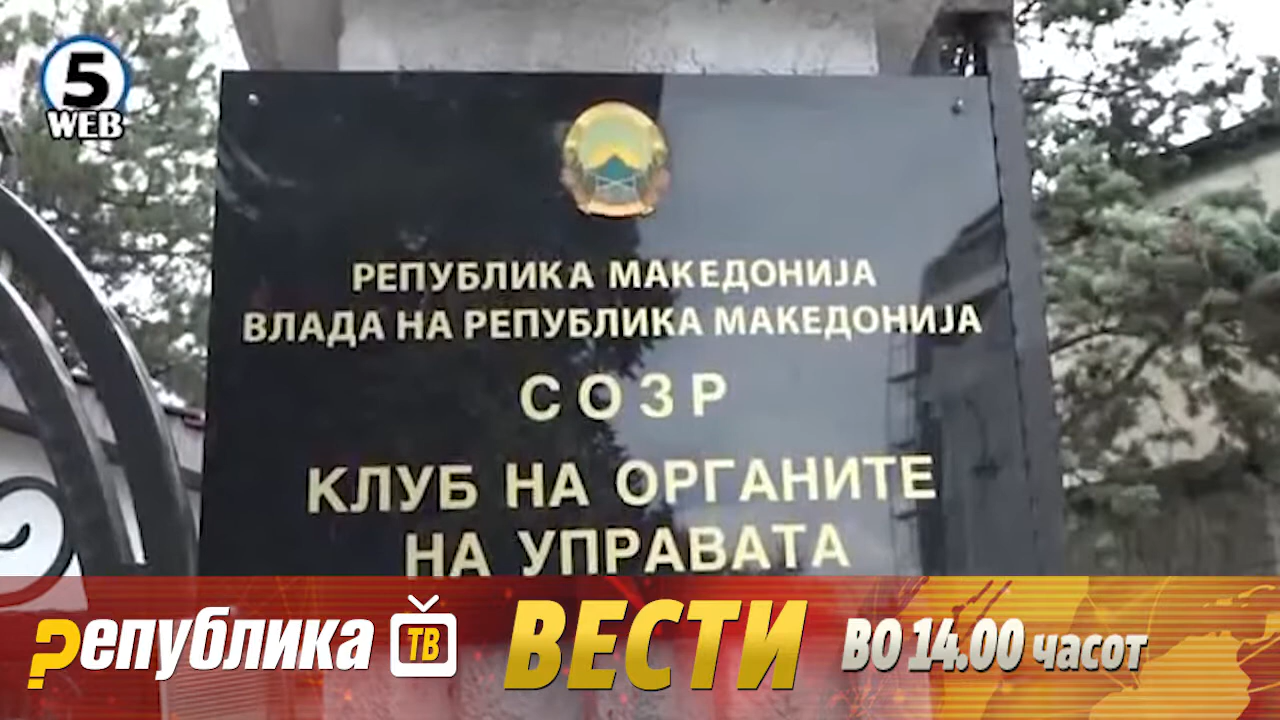 5
WEB
РЕПУБЛИКА МАКЕДОНИЈА
ВЛАДА НА РЕПУБЛИКА МАКЕДОНИЈА
СОЗР
КЛУБ НА ОРГАНИТЕ
НА УПРАВАТА
Република ТВ ВЕСТИ ВО 14.00 часот